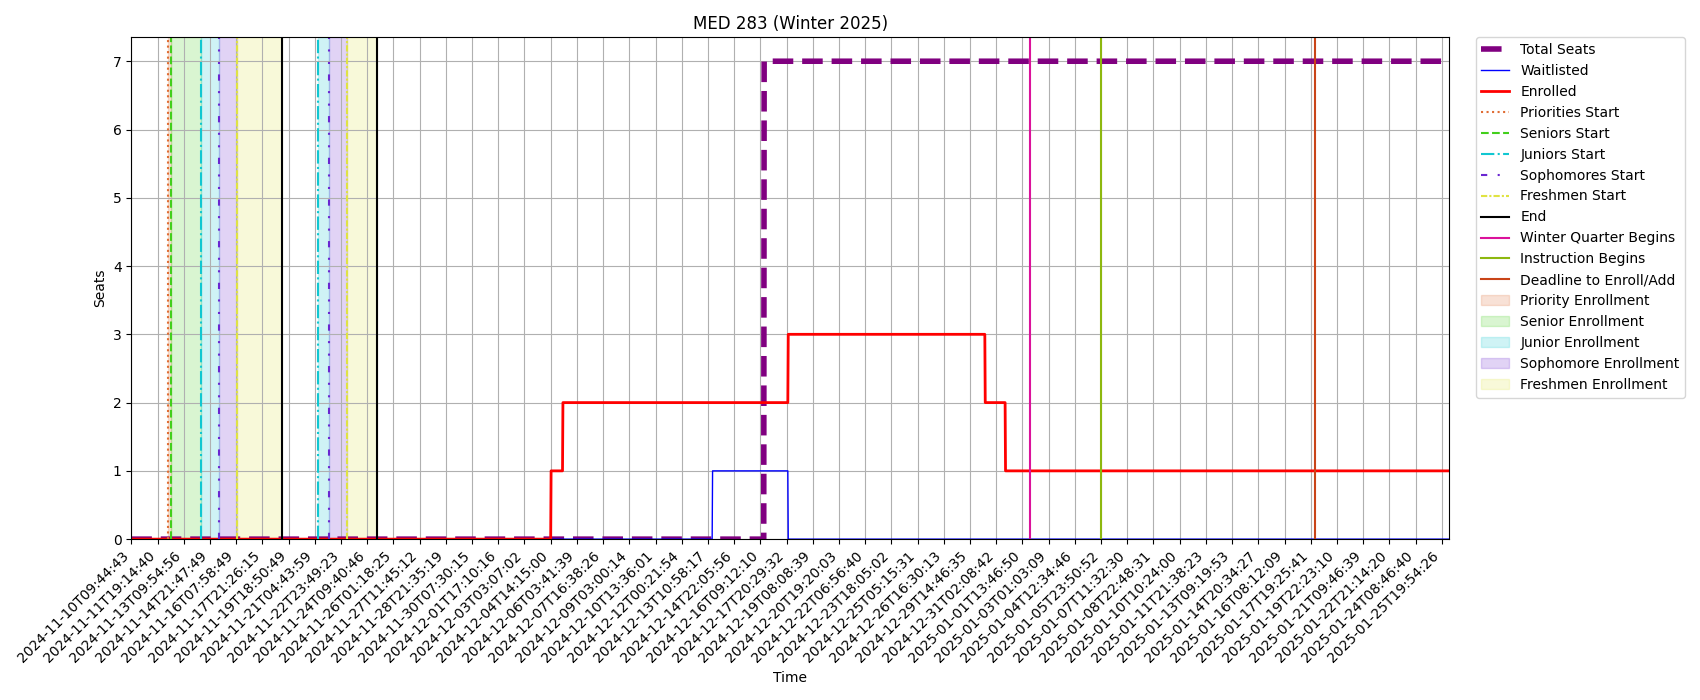 MED 283 (Winter 2025)
Seats
7
6
5
4
3
2
1
0
2024-11-10T09:44:43
2024-11-11T19:14:40
2024-11-13T09:54:56
2024-11-14T21:47:49
2024-11-16T07:58:49
2024-11-17T21:26:15
2024-11-19T18:50:49
2024-11-21T04:43:59
2024-11-22T23:49:23
2024-11-24T09:40:46
2024-11-26T01:18:25
2024-11-27T11:45:12
2024-11-28T21:35:19
2024-11-30T07:30:15
2024-12-01T17:10:16
2024-12-03T03:07:02
2024-12-04T14:15:00
2024-12-06T03:41:39
2024-12-07T16:38:26
2024-12-09T03:00:14
2024-12-10T13:36:01
2024-12-12T00:21:54
2024-12-13T10:58:17
2024-12-14T22:05:56
2024-12-16T09:12:10
2024-12-17T20:29:32
2024-12-19T08:08:39
2024-12-20T19:20:03
2024-12-22T06:56:40
2024-12-23T18:05:02
2024-12-25T05:15:31
2024-12-26T16:30:13
2024-12-29T14:46:35
2024-12-31T02:08:42
2025-01-01T13:46:50
2025-01-03T01:03:09
2025-01-04T12:34:46
2025-01-05T23:50:52
2025-01-07T11:32:30
2025-01-08T22:48:31
2025-01-10T10:24:00
2025-01-11T21:38:23
2025-01-13T09:19:53
2025-01-14T20:34:27
2025-01-16T08:12:09
2025-01-17T19:25:41
2025-01-19T22:23:10
2025-01-21T09:46:39
2025-01-22T21:14:20
2025-01-24T08:46:40
2025-01-25T19:54:26
Time
Total Seats
Waitlisted
Enrolled
Priorities Start
Seniors Start
Juniors Start
Sophomores Start
Freshmen Start
End
Winter Quarter Begins
Instruction Begins
Deadline to Enroll/Add
Priority Enrollment
Senior Enrollment
Junior Enrollment
Sophomore Enrollment
Freshmen Enrollment